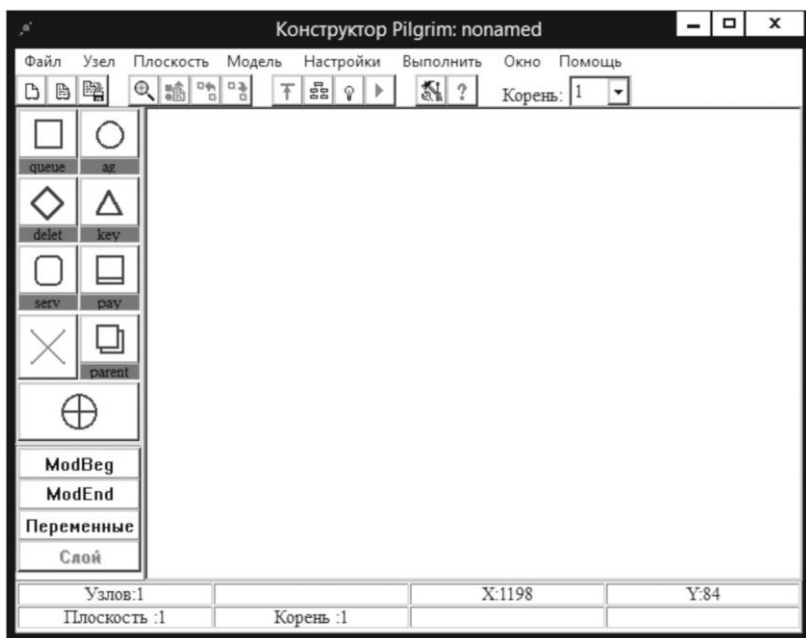 Конструктор Pilgrim: nonamed
Файл Узел Плоскость Модель Настройки Выполнить Окно Помощь
Корень: 1
queue ag
delet key
serv pay
parent
ModBeg
ModEnd
Переменные
Слой
Узлов:1 X:1198 Y:84
Плоскость :1 Корень :1